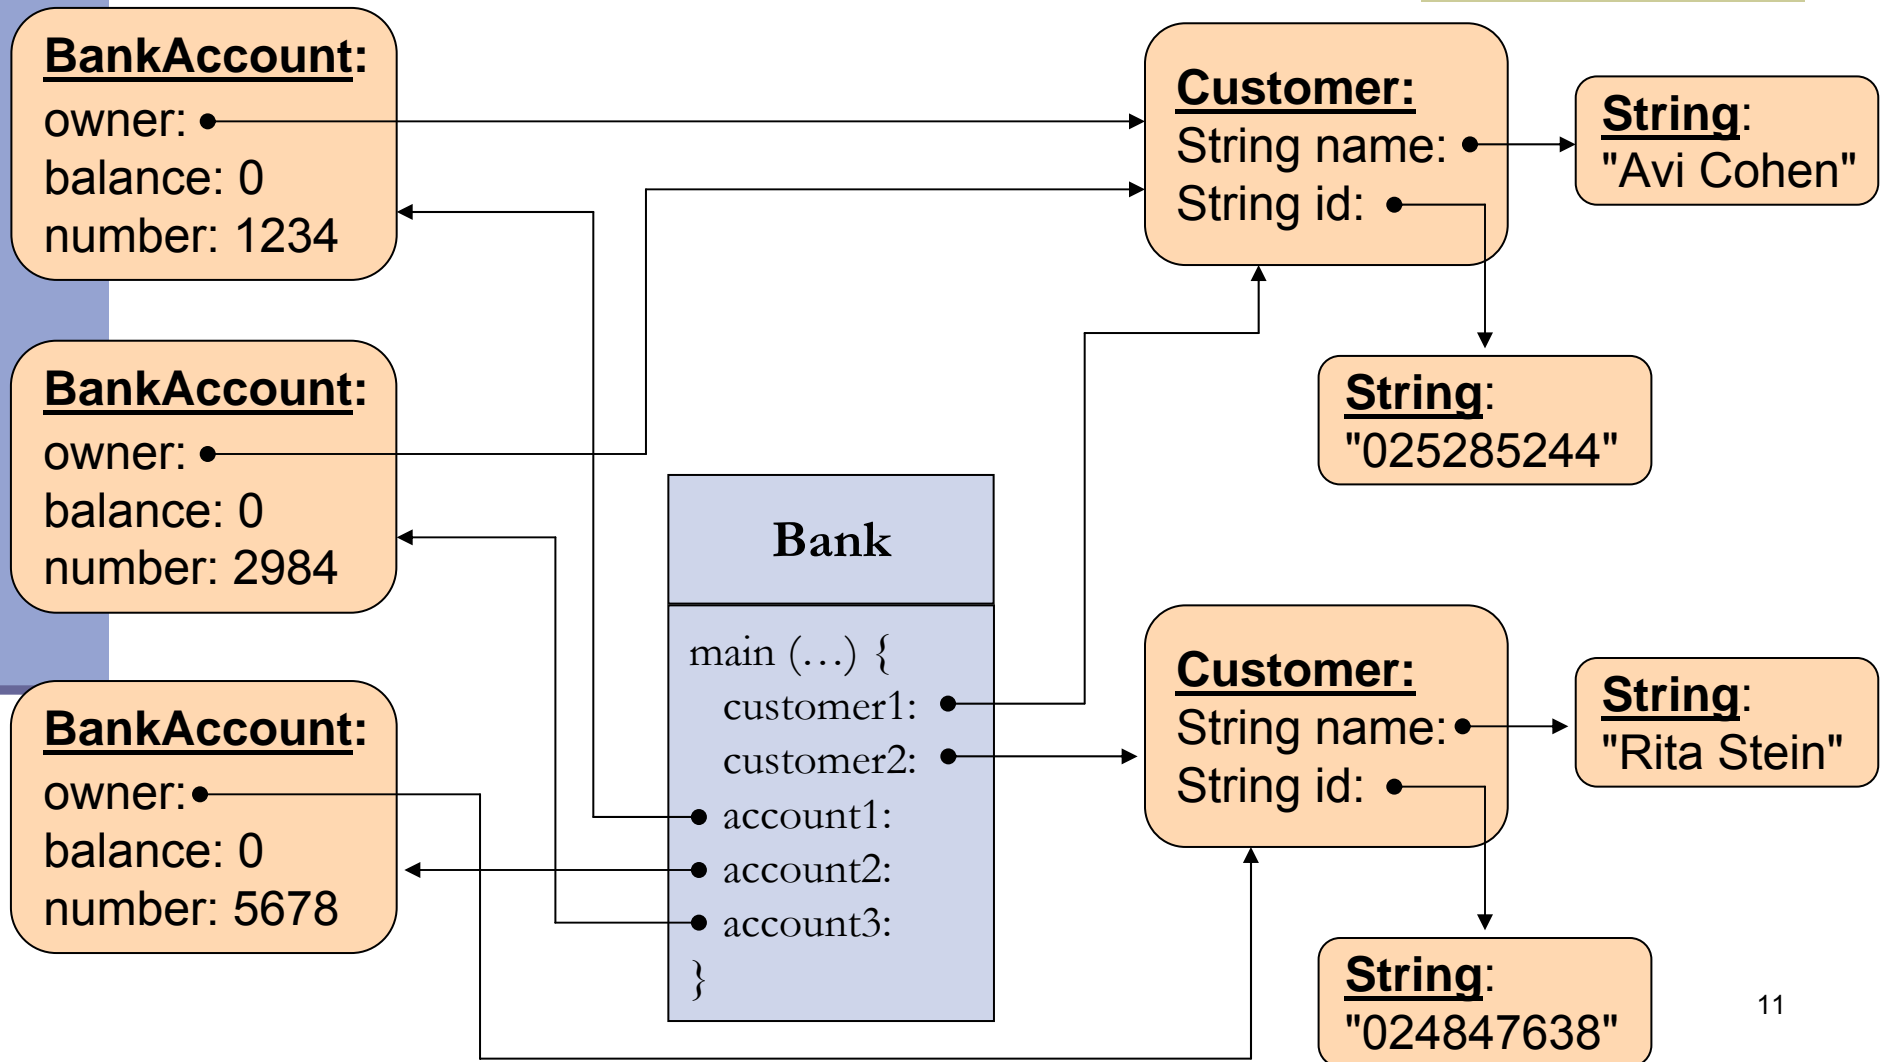 BankAccount:
owner:
balance: 0
number: 1234
BankAccount:
owner:
balance: 0
number: 2984
BankAccount:
owner:
balance: 0
number: 5678
Bank
main (…) {
customer1:
customer2:
account1:
account2:
account3:
}
Customer:
String name:
String id:
String:
"Avi Cohen"
String:
"025285244"
Customer:
String name:
String id:
String:
"Rita Stein"
String:
"024847638"
11